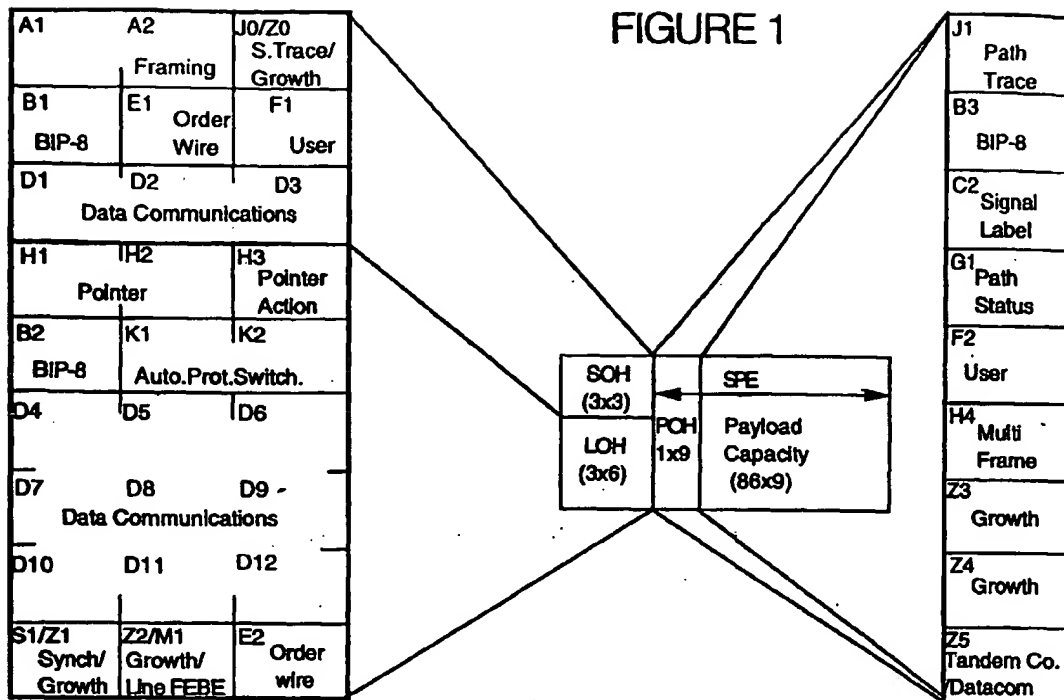 FIGURE 1
A1 A2 J0/Z0
Framing S.Trace/
Growth
B1 E1 F1
BIP-8 Order
Wire User
D1 D2 D3
Data Communications
H1 H2 H3
Pointer Pointer
Action
B2 K1 K2
BIP-8 Auto.Prot.Switch.
D4 D5 D6
D7 D8 D9
Data Communications
D10 D11 D12
S1/Z1 Z2/M1 E2
Synch/ Growth/ Order
Growth Line FEBE wire
SOH
(3x3)
LOH
(3x6)
SPE
POH
1x9
Payload
Capacity
(86x9)
J1
Path
Trace
B3
BIP-8
C2
Signal
Label
G1
Path
Status
F2
User
H4
Multi
Frame
Z3
Growth
Z4
Growth
Z5
Tandem Co.
/Datacom